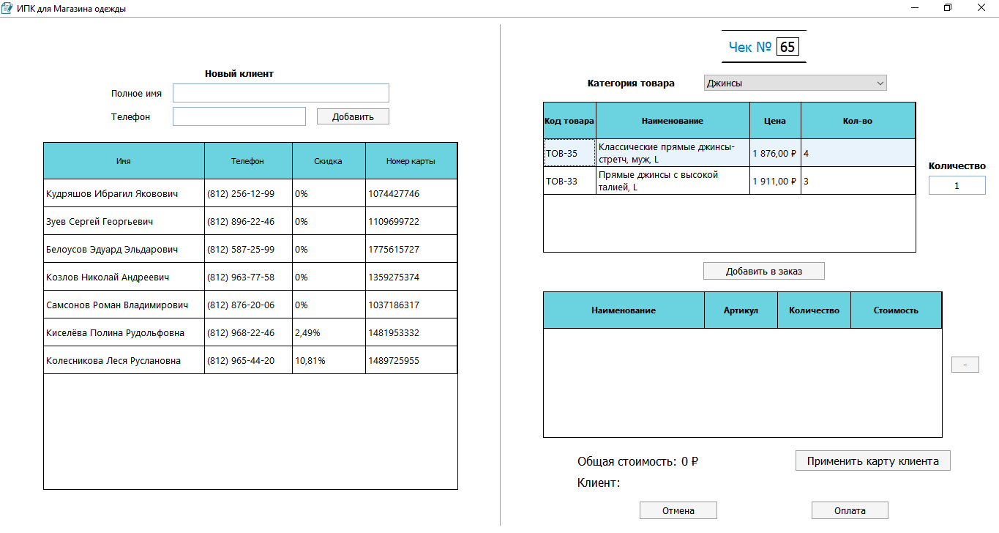 ИПК для Магазина одежды
Новый клиент
Полное имя
Телефон
Добавить
Имя Телефон Скидка Номер карты
Кудряшов Ибрагил Яковович (812) 256-12-99 0% 1074427746
Зуев Сергей Георгьевич (812) 896-22-46 0% 1109699722
Белоусов Эдуард Эльдарович (812) 587-25-99 0% 1775615727
Козлов Николай Андреевич (812) 963-77-58 0% 1359275374
Самсонов Роман Владимирович (812) 876-20-06 0% 1037186317
Киселёва Полина Рудольфовна (812) 968-22-46 2,49% 1481953332
Колесникова Леся Руслановна (812) 965-44-20 10,81% 1489725955
Чек № 65
Категория товара Джинсы
Код товара Наименование Цена Кол-во
ТОВ-35 Классические прямые джинсы-
стретч, муж, L 1 876,00 ₽ 4
ТОВ-33 Прямые джинсы с высокой
талией, L 1 911,00 ₽ 3
Количество
1
Добавить в заказ
Наименование Артикул Количество Стоимость
-
Общая стоимость: 0 ₽
Применить карту клиента
Клиент:
Отмена Оплата